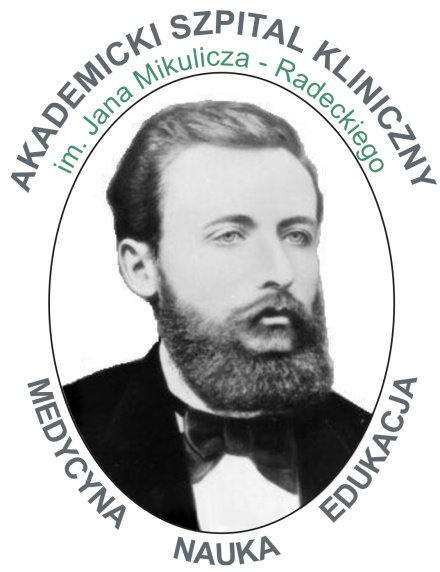 AKADEMICKI SZPITAL KLINICZNY
im. Jana Mikulicza - Radeckiego
MEDYCYNA
NAUKA
EDUKACJA